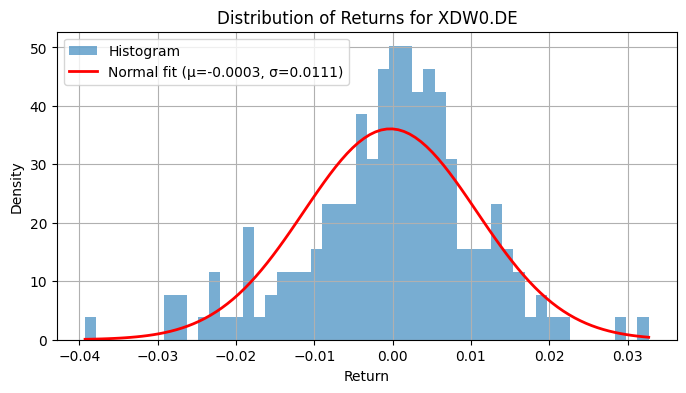 Distribution of Returns for XDW0.DE
Histogram
Normal fit (μ=-0.0003, σ=0.0111)
Density
50
40
30
20
10
0
−0.04 −0.03 −0.02 −0.01 0.00 0.01 0.02 0.03
Return